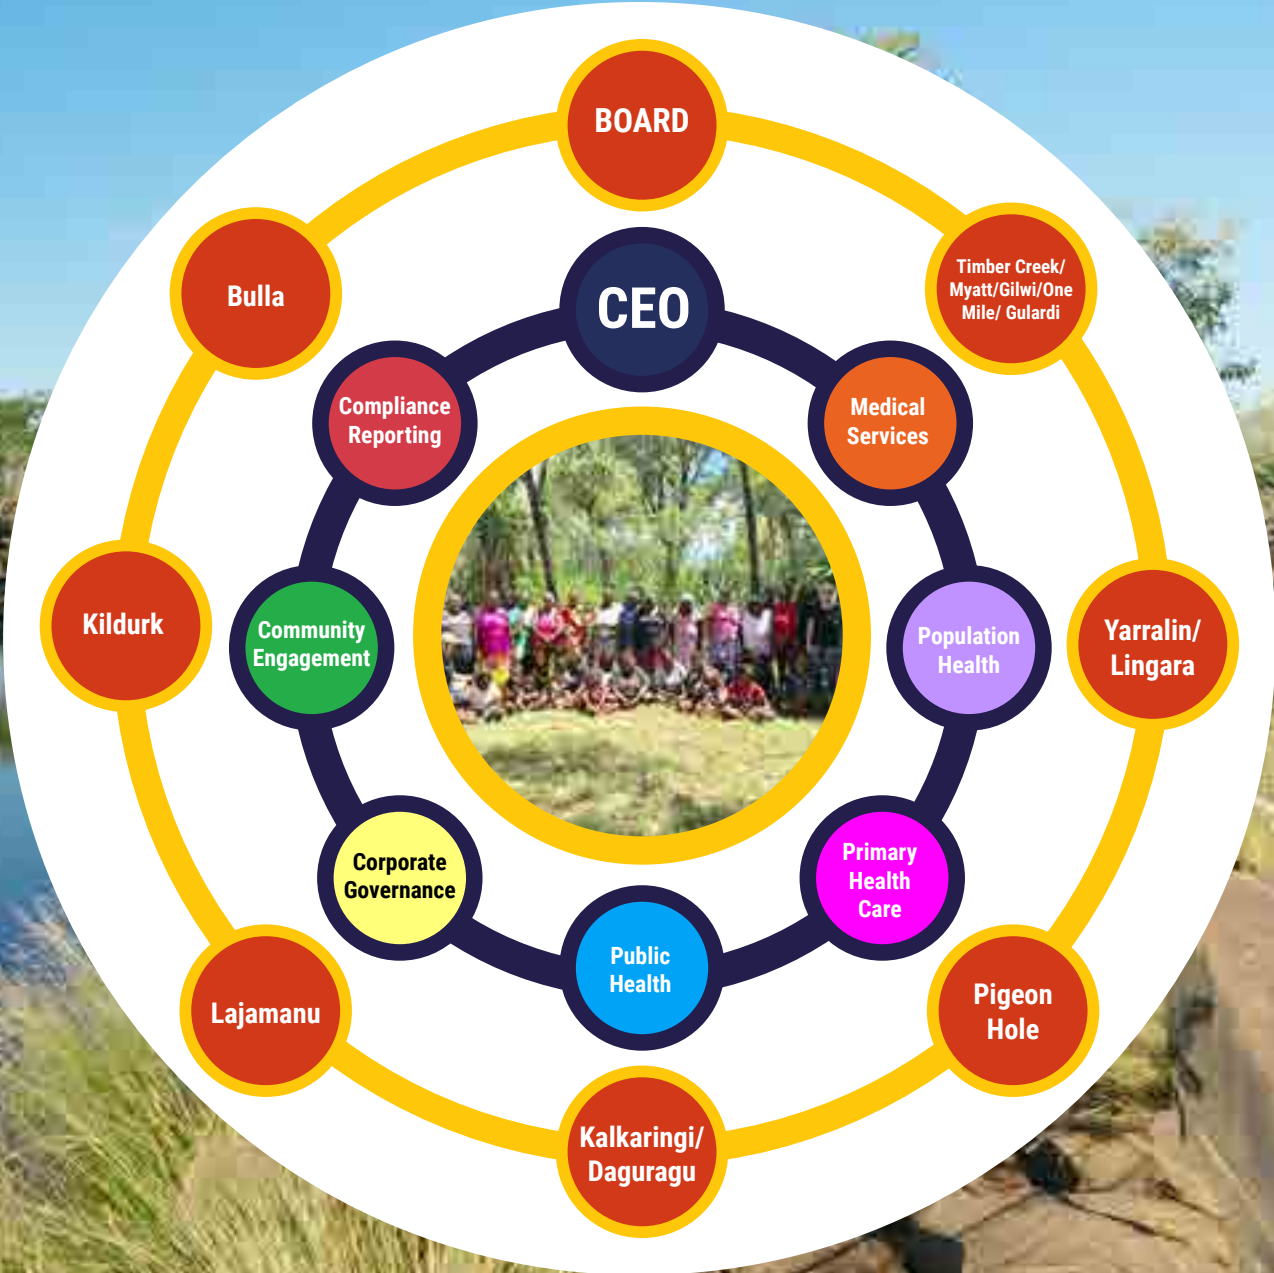 BOARD
Timber Creek/
Myatt/Gilwi/One
Mile/ Gulardi
Bulla
CEO
Compliance
Reporting
Medical
Services
Kildurk
Community
Engagement
Population
Health
Yarralin/
Lingara
Corporate
Governance
Primary
Health
Care
Public
Health
Lajamanu
Pigeon
Hole
Kalkaringi/
Daguragu